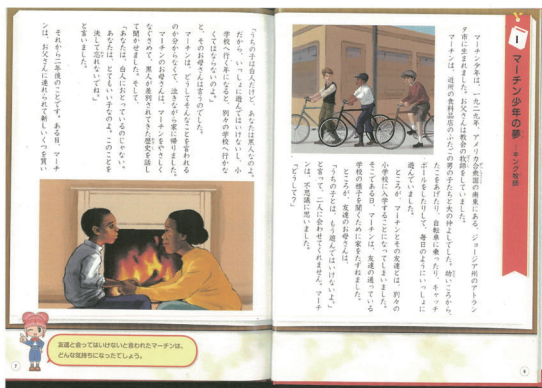 1
マーチン少年の夢
―キング牧師
マーチン少年は、一九二九年、アメリカ合衆国の南東にある、ジョージア州のアトラン
タ市に生まれました。お父さんは教会の牧師をしていました。
マーチンは、近所の食料品店のふたごの男の子たちと大の仲よしでした。幼いころから、
たこをあげたり、自転車に乗ったり、キャッチ
ボールをしたりして、毎日のようにいっしょに
遊んでいました。
ところが、マーチンとその友達とは、別々の
小学校に入学することになってしまいました。
そこである日、マーチンは、友達の通っている
学校の様子を聞くために家をたずねました。
ところが、友達のお母さんは、
「うちの子とは、もう遊んではいけないよ。」
と言って、二人に会わせてくれません。マーチ
ンは、不思議に思いました。
「どうして？」
6
「うちの子は白人だけど、あなたは黒人なのよ。
だから、いっしょに遊んではいけないし、小
学校へ行く年になると、別々の学校へ行かな
くてはならないのよ。」
と、そのお母さんは言うのでした。
マーチンは、どうしてそんなことを言われる
のか分からなくて、泣きながら家に帰りました。
マーチンのお母さんは、マーチンをやさしく
なぐさめて、黒人が差別されてきた歴史を話し
て聞かせました。そして、
「あなたは、白人におとっているのじゃない。
あなたは、とてもいい子なのよ。このことを
決して忘れないでね。」
と言いました。
それから二年後のことです。ある日、マーチ
ンは、お父さんに連れられて新しいくつを買い
友達と会ってはいけないと言われたマーチンは、
どんな気持ちになったでしょう。
7